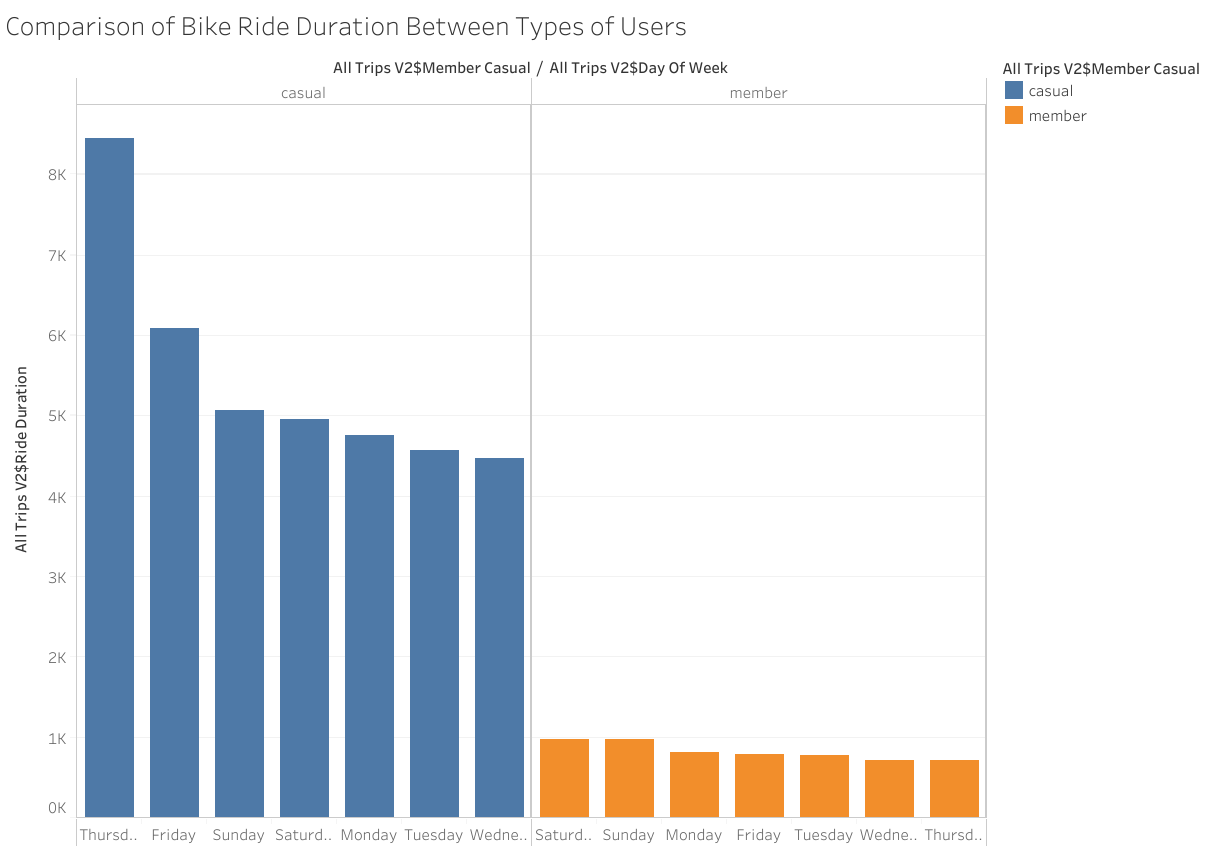 Comparison of Bike Ride Duration Between Types of Users
All Trips V2$Member Casual / All Trips V2$Day Of Week
casual member
All Trips V2$Member Casual
casual
member
8K
7K
6K
5K
4K
3K
2K
1K
0K
All Trips V2$Ride Duration
Thursd.. Friday Sunday Saturd.. Monday Tuesday Wedne.. Saturd.. Sunday Monday Friday Tuesday Wedne.. Thursd..